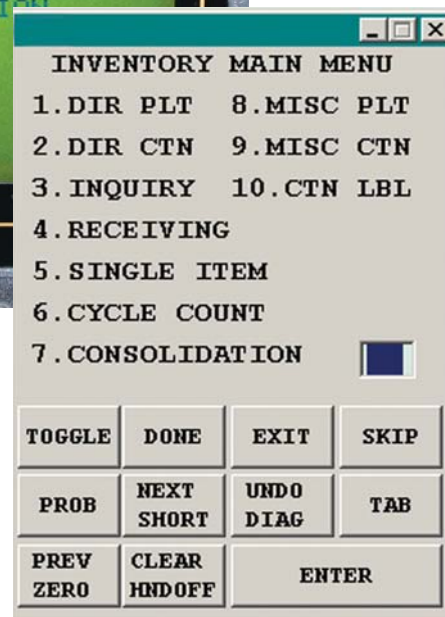 INVENTORY MAIN MENU
1.DIR PLT 8.MISC PLT
2.DIR CTN 9.MISC CTN
3.INQUIRY 10.CTN LBL
4.RECEIVING
5.SINGLE ITEM
6.CYCLE COUNT
7.CONSOLIDATION
TOGGLE DONE EXIT SKIP
PROB NEXT SHORT UNDO DIAG TAB
PREV ZERO CLEAR HNDOFF ENTER